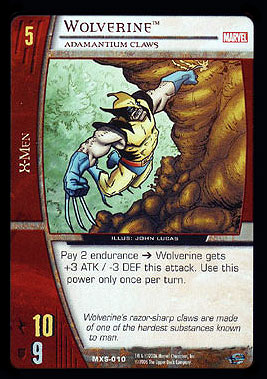 5
WOLVERINE™
MARVEL
ADAMANTIUM CLAWS
X-MEN
ILLUS: JOHN LUCAS
Pay 2 endurance → Wolverine gets
+3 ATK / -3 DEF this attack. Use this
power only once per turn.
Wolverine's razor-sharp claws are made
of one of the hardest substances known
to man.
10
9
MXS-010